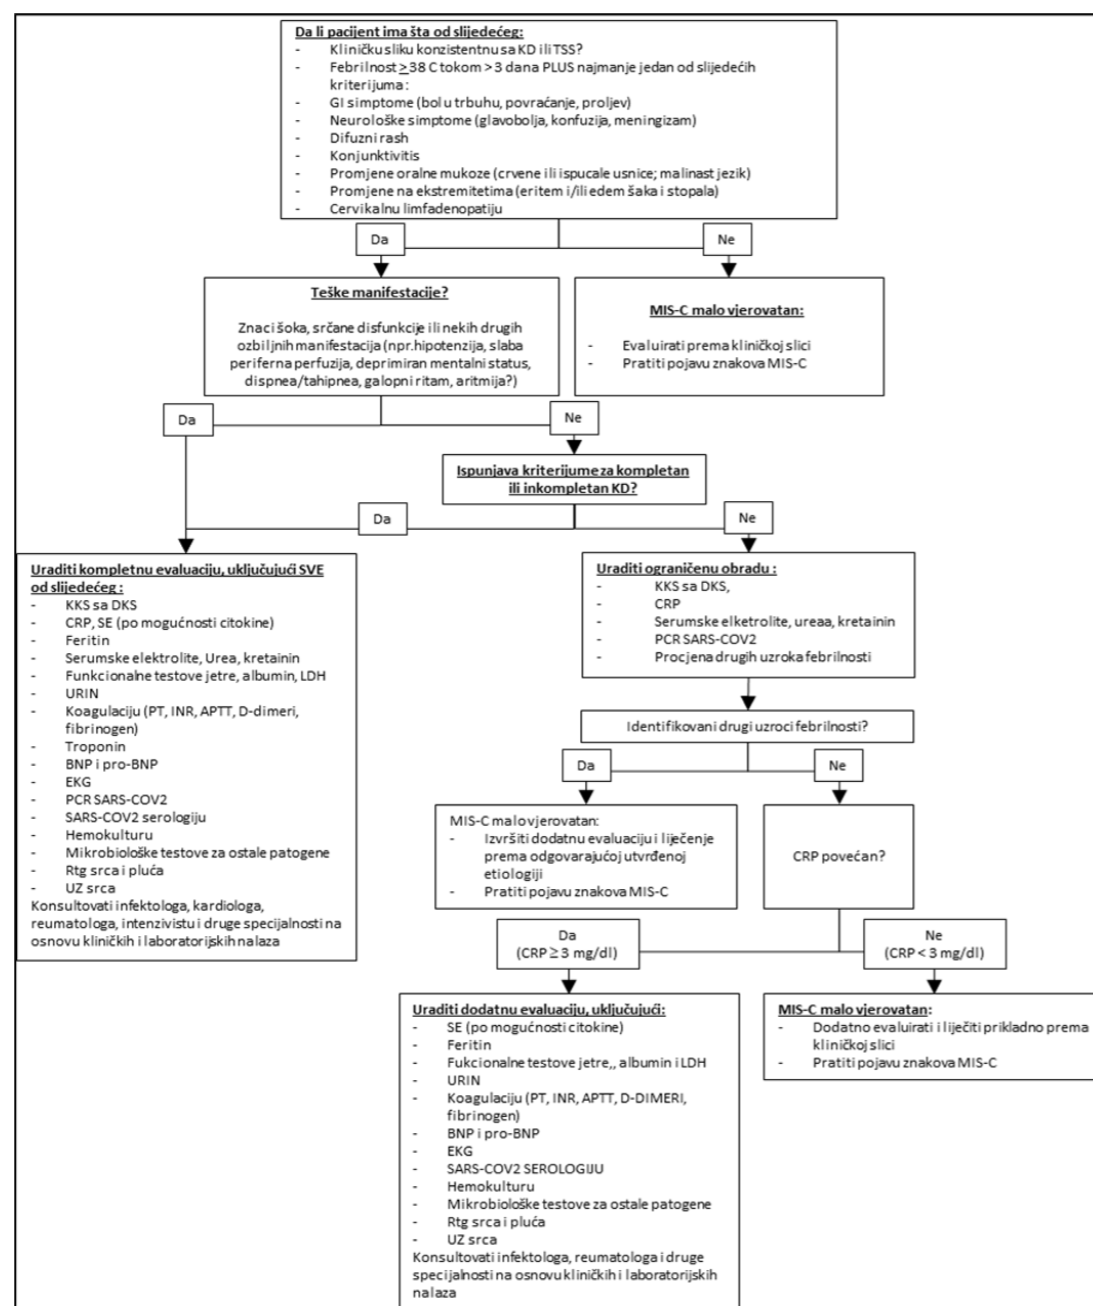 Da li pacijent ima šta od slijedećeg:
- Kliničku sliku konzistentnu sa KD ili TSS?
- Febrilnost ≥38 C tokom > 3 dana PLUS najmanje jedan od slijedećih
kriterijuma :
- GI simptome (bol u trbuhu, povraćanje, proljev)
- Neurološke simptome (glavobolja, konfuzija, meningizam)
- Difuzni rash
- Konjunktivitis
- Promjene oralne mukoze (crvene ili ispucale usnice; malinast jezik)
- Promjene na ekstremitetima (eritem i/ili edem šaka i stopala)
- Cervikalnu limfadenopatiju
Da
Ne
Teške manifestacije?
Znaci šoka, srčane disfunkcije ili nekih drugih
ozbiljnih manifestacija (npr.hipotenzija, slaba
periferna perfuzija, deprimiran mentalni status,
dispnea/tahipnea, galopni ritam, aritmija?)
MIS-C malo vjerovatan:
- Evaluirati prema kliničkoj slici
- Pratiti pojavu znakova MIS-C
Da
Ne
Ispunjava kriterijume za kompletan
ili inkompletan KD?
Da
Ne
Uraditi kompletnu evaluaciju, uključujući SVE
od slijedećeg :
- KKS sa DKS
- CRP, SE (po mogućnosti citokine)
- Feritin
- Serumske elektrolite, Urea, kretainin
- Funkcionalne testove jetre, albumin, LDH
- URIN
- Koagulaciju (PT, INR, APTT, D-dimeri,
fibrinogen)
- Troponin
- BNP i pro-BNP
- EKG
- PCR SARS-COV2
- SARS-COV2 serologiju
- Hemokulturu
- Mikrobiološke testove za ostale patogene
- Rtg srca i pluća
- UZ srca
Konsultovati infektologa, kardiologa,
reumatologa, intenzivistu i druge specijalnosti na
osnovu kliničkih i laboratorijskih nalaza
Uraditi ograničenu obradu :
- KKS sa DKS,
- CRP
- Serumske elketrolite, ureaa, kretainin
- PCR SARS-COV2
- Procjena drugih uzroka febrilnosti
Identifikovani drugi uzroci febrilnosti?
Da
Ne
MIS-C malo vjerovatan:
- Izvršiti dodatnu evaluaciju i liječenje
prema odgovarajućoj utvrđenoj
etiologiji
- Pratiti pojavu znakova MIS-C
CRP povećan?
Da
(CRP ≥ 3 mg/dl)
Ne
(CRP < 3 mg/dl)
Uraditi dodatnu evaluaciju, uključujući:
- SE (po mogućnosti citokine)
- Feritin
- Fukcionalne testove jetre,, albumin i LDH
- URIN
- Koagulaciju (PT, INR, APTT, D-DIMERI,
fibrinogen)
- BNP i pro-BNP
- EKG
- SARS-COV2 SEROLOGIJU
- Hemokulturu
- Mikrobiološke testove za ostale patogene
- Rtg srca i pluća
- UZ srca
Konsultovati infektologa, reumatologa i druge
specijalnosti na osnovu kliničkih i laboratorijskih
nalaza
MIS-C malo vjerovatan:
- Dodatno evaluirati i liječiti prikladno prema
kliničkoj slici
- Pratiti pojavu znakova MIS-C